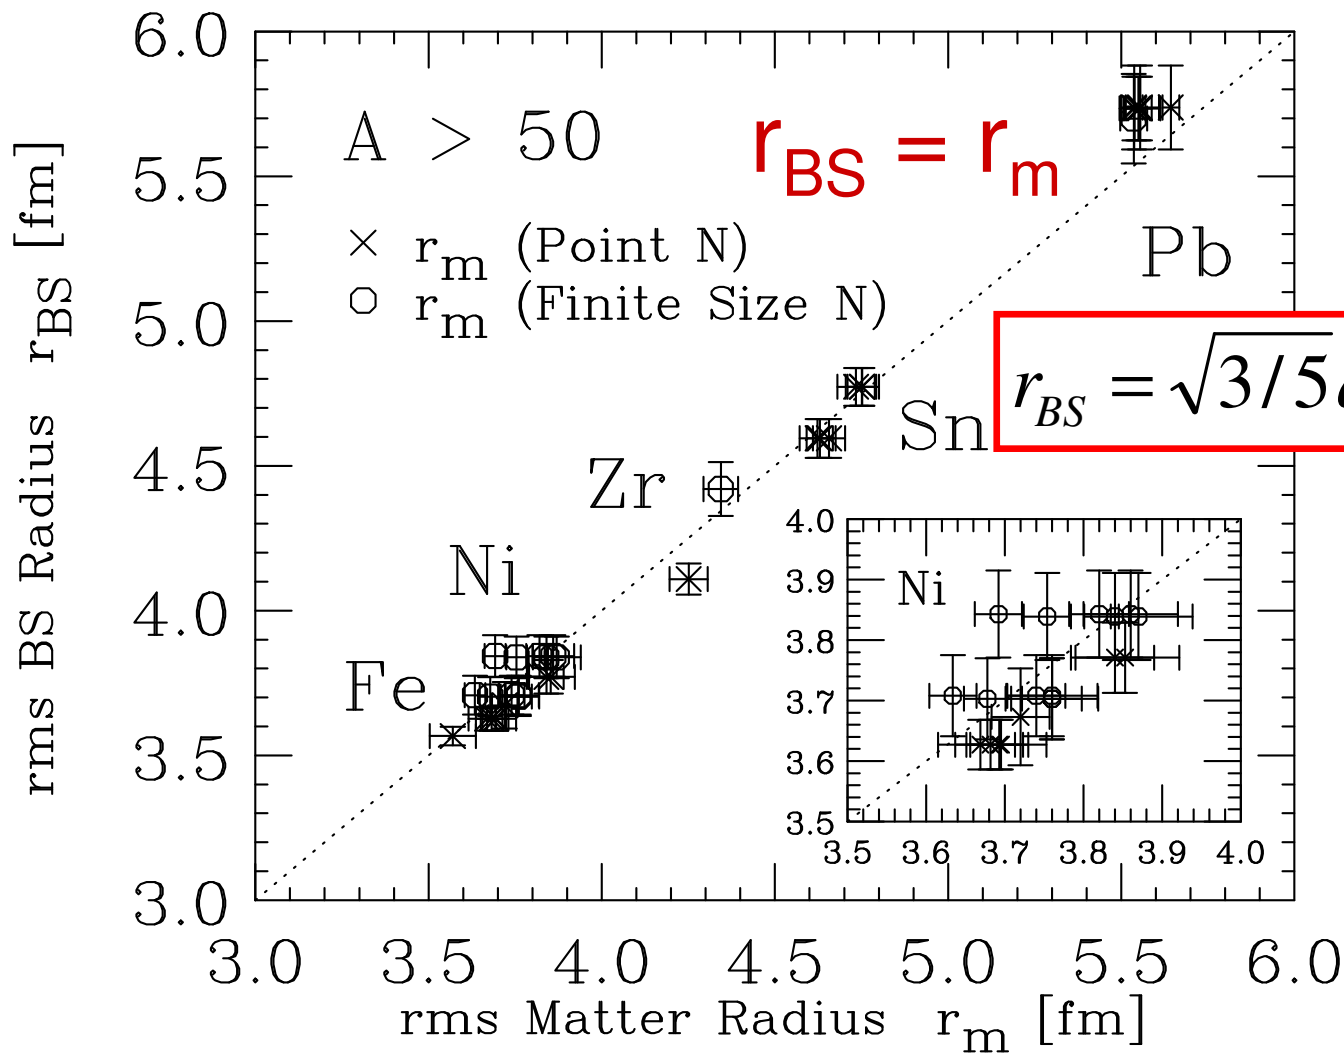 6.0
5.5
5.0
4.5
4.0
3.5
3.0
rms BS Radius r_BS [fm]
A > 50
r_BS = r_m
× r_m (Point N)
○ r_m (Finite Size N)
Pb
r_BS = √3/5
Sn
Zr
Ni
Fe
4.0
3.9
3.8
3.7
3.6
3.5
Ni
3.5 3.6 3.7 3.8 3.9 4.0
3.0 3.5 4.0 4.5 5.0 5.5 6.0
rms Matter Radius r_m [fm]